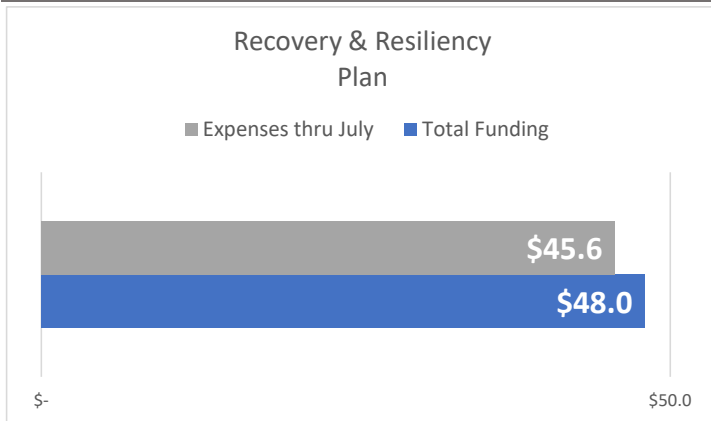 Recovery & Resiliency
Plan
Expenses thru July Total Funding
$45.6
$48.0
$- $50.0